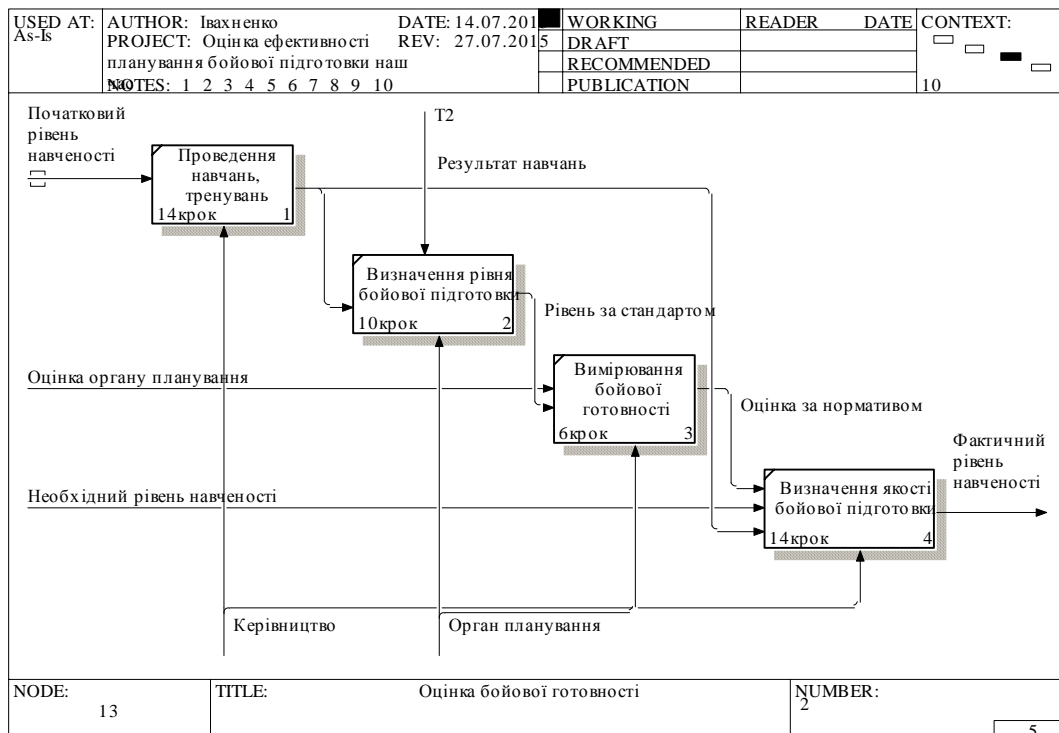 USED AT:
As-Is
AUTHOR: Івахненко
DATE: 14.07.201
PROJECT: Оцінка ефективності
REV: 27.07.2015
планування бойової підготовки наш
NOTES: 1 2 3 4 5 6 7 8 9 10
WORKING
DRAFT
RECOMMENDED
PUBLICATION
READER DATE
CONTEXT:
10
Початковий
рівень
навченості
T2
Проведення
навчань,
тренувань
14крок 1
Результат навчань
Визначення рівня
бойової підготовки
10крок 2
Рівень за стандартом
Оцінка органу планування
Вимірювання
бойової
готовності
6крок 3
Оцінка за нормативом
Фактичний
рівень
навченості
Необхідний рівень навченості
Визначення якості
бойової підготовки
14крок 4
Керівництво
Орган планування
NODE:
13
TITLE:
Оцінка бойової готовності
NUMBER:
2
5